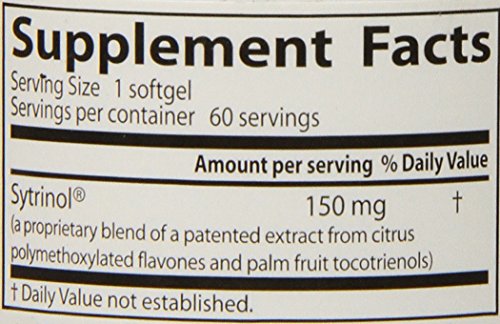 Supplement Facts
Serving Size 1 softgel
Servings per container 60 servings
Amount per serving % Daily Value
Sytrinol® 150 mg †
(a proprietary blend of a patented extract from citrus
polymethoxylated flavones and palm fruit tocotrienols)
† Daily Value not established.